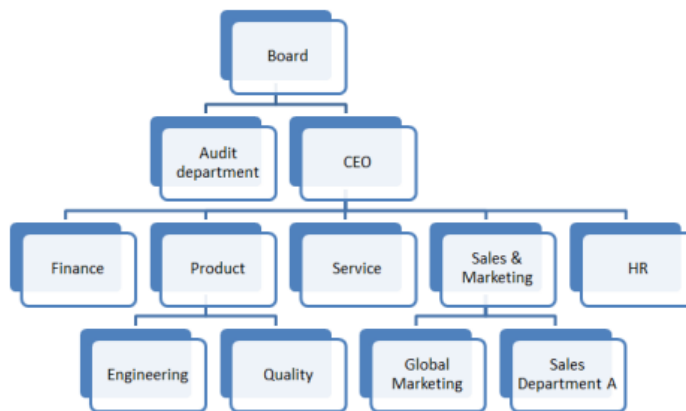 Board
Audit
department
CEO
Finance
Product
Service
Sales &
Marketing
HR
Engineering
Quality
Global
Marketing
Sales
Department A